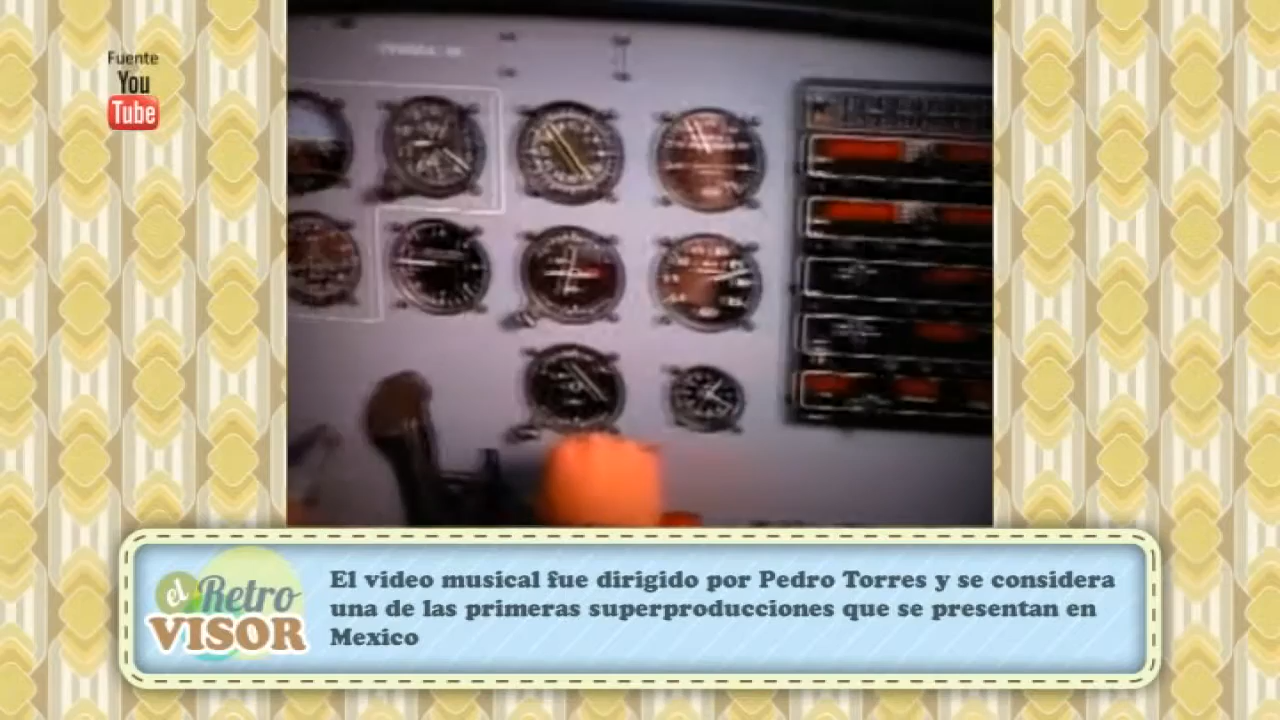 Fuente
You
Tube
El video musical fue dirigido por Pedro Torres y se considera
una de las primeras superproducciones que se presentan en
Mexico
el Retro
VISOR